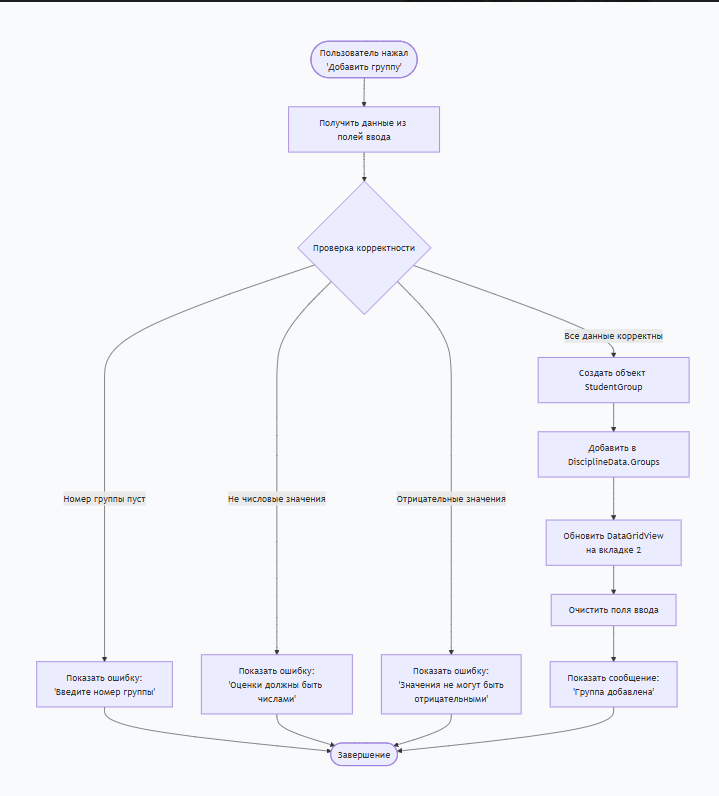 Пользователь нажал
'Добавить группу'
Получить данные из
полей ввода
Проверка корректности
Все данные корректны
Создать объект
StudentGroup
Добавить в
DisciplineData.Groups
Номер группы пуст
Не числовые значения
Отрицательные значения
Обновить DataGridView
на вкладке 2
Очистить поля ввода
Показать ошибку:
'Введите номер группы'
Показать ошибку:
'Оценки должны быть
числами'
Показать ошибку:
'Значения не могут быть
отрицательными'
Показать сообщение:
'Группа добавлена'
Завершение